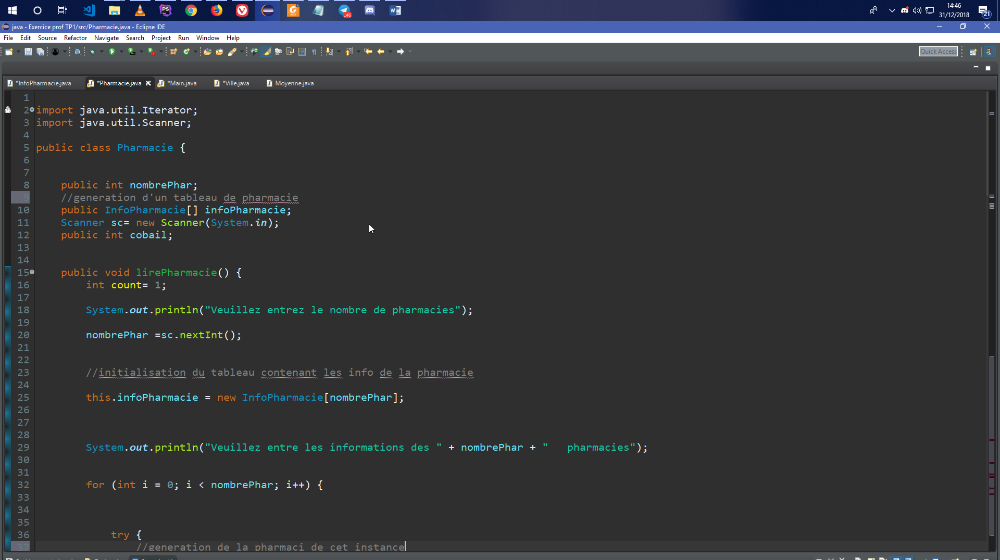 14:46
31/12/2018
21
46
java - Exercice prof TP1/src/Pharmacie.java - Eclipse IDE
File Edit Source Refactor Navigate Search Project Run Window Help
Quick Access
*InfoPharmacie.java *Pharmacie.java *Main.java *Ville.java Moyenne.java
1
2 import java.util.Iterator;
3 import java.util.Scanner;
4
5 public class Pharmacie {
6
7
8 public int nombrePhar;
9 //generation d'un tableau de pharmacie
10 public InfoPharmacie[] infoPharmacie;
11 Scanner sc= new Scanner(System.in);
12 public int cobail;
13
14
15 public void lirePharmacie() {
16 int count= 1;
17
18 System.out.println("Veuillez entrez le nombre de pharmacies");
19
20 nombrePhar =sc.nextInt();
21
22
23 //initialisation du tableau contenant les info de la pharmacie
24
25 this.infoPharmacie = new InfoPharmacie[nombrePhar];
26
27
28
29 System.out.println("Veuillez entre les informations des " + nombrePhar + "   pharmacies");
30
31
32 for (int i = 0; i < nombrePhar; i++) {
33
34
35
36 try {
37 //generation de la pharmaci de cet instance